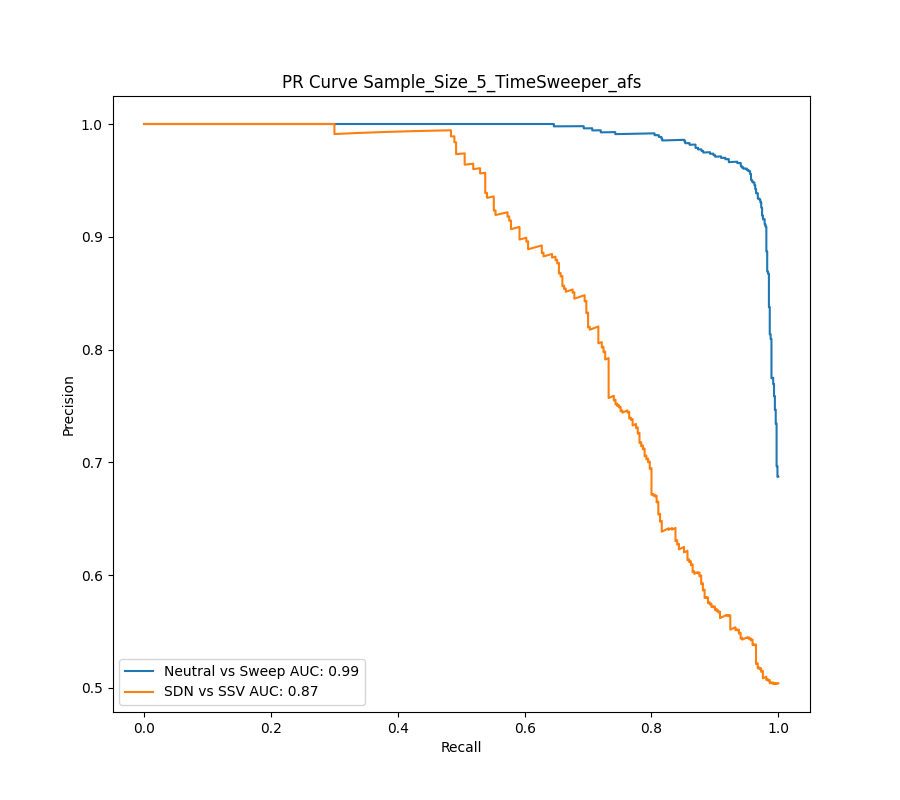 PR Curve Sample_Size_5_TimeSweeper_afs
1.0
0.9
0.8
0.7
0.6
0.5
Precision
Neutral vs Sweep AUC: 0.99
SDN vs SSV AUC: 0.87
0.0 0.2 0.4 0.6 0.8 1.0
Recall